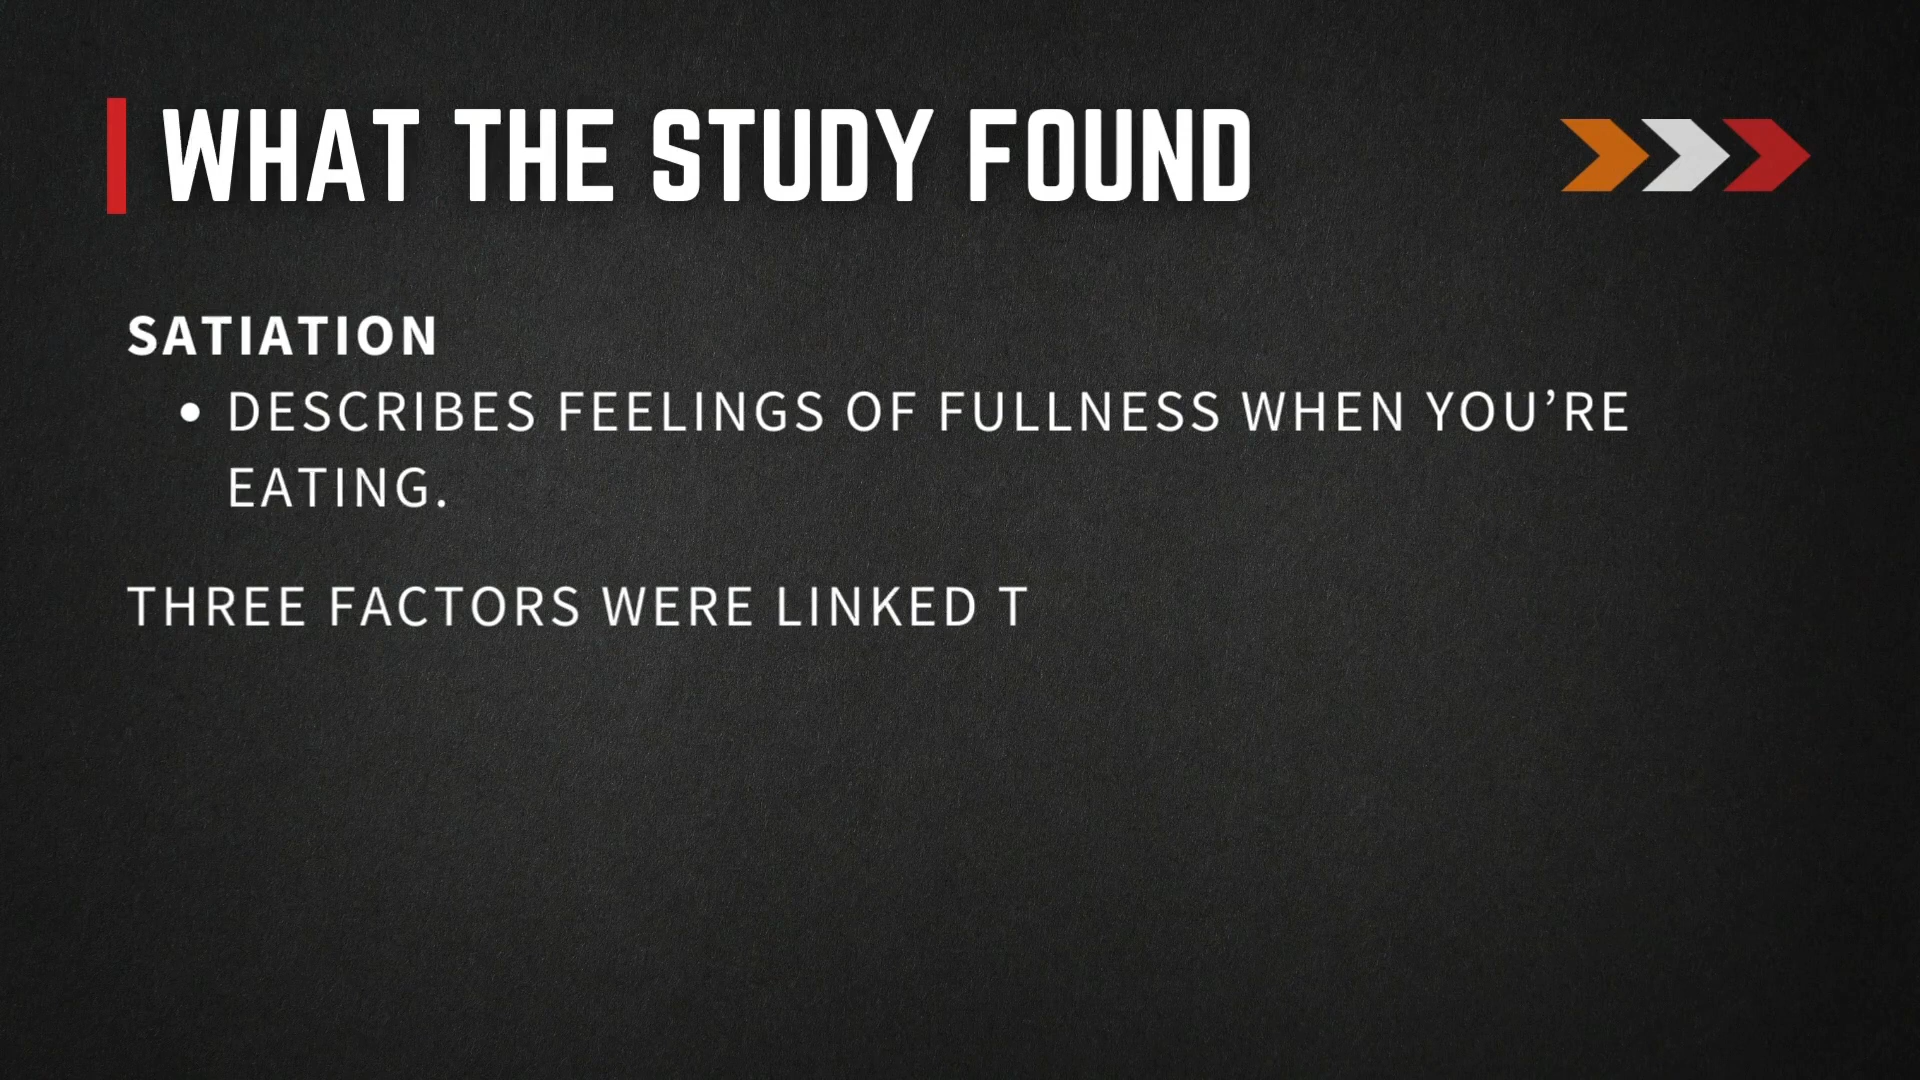 WHAT THE STUDY FOUND
SATIATION
• DESCRIBES FEELINGS OF FULLNESS WHEN YOU’RE
EATING.
THREE FACTORS WERE LINKED T